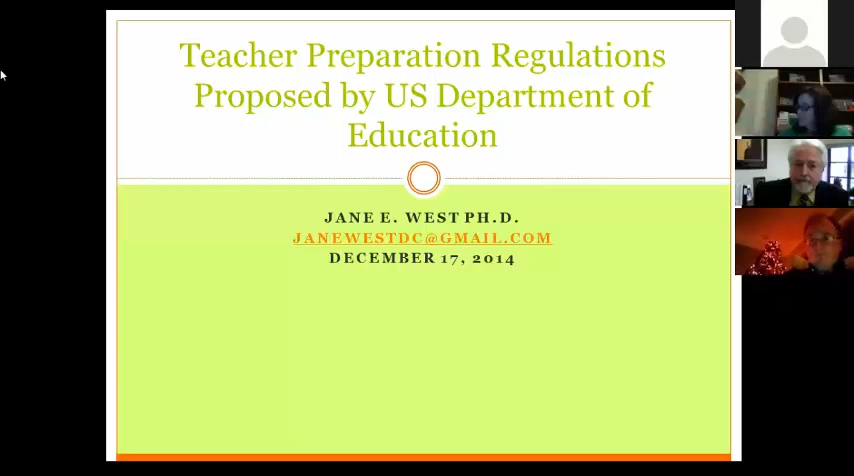 Teacher Preparation Regulations
Proposed by US Department of
Education
JANE E. WEST PH.D.
JANEWESTDC@GMAIL.COM
DECEMBER 17, 2014